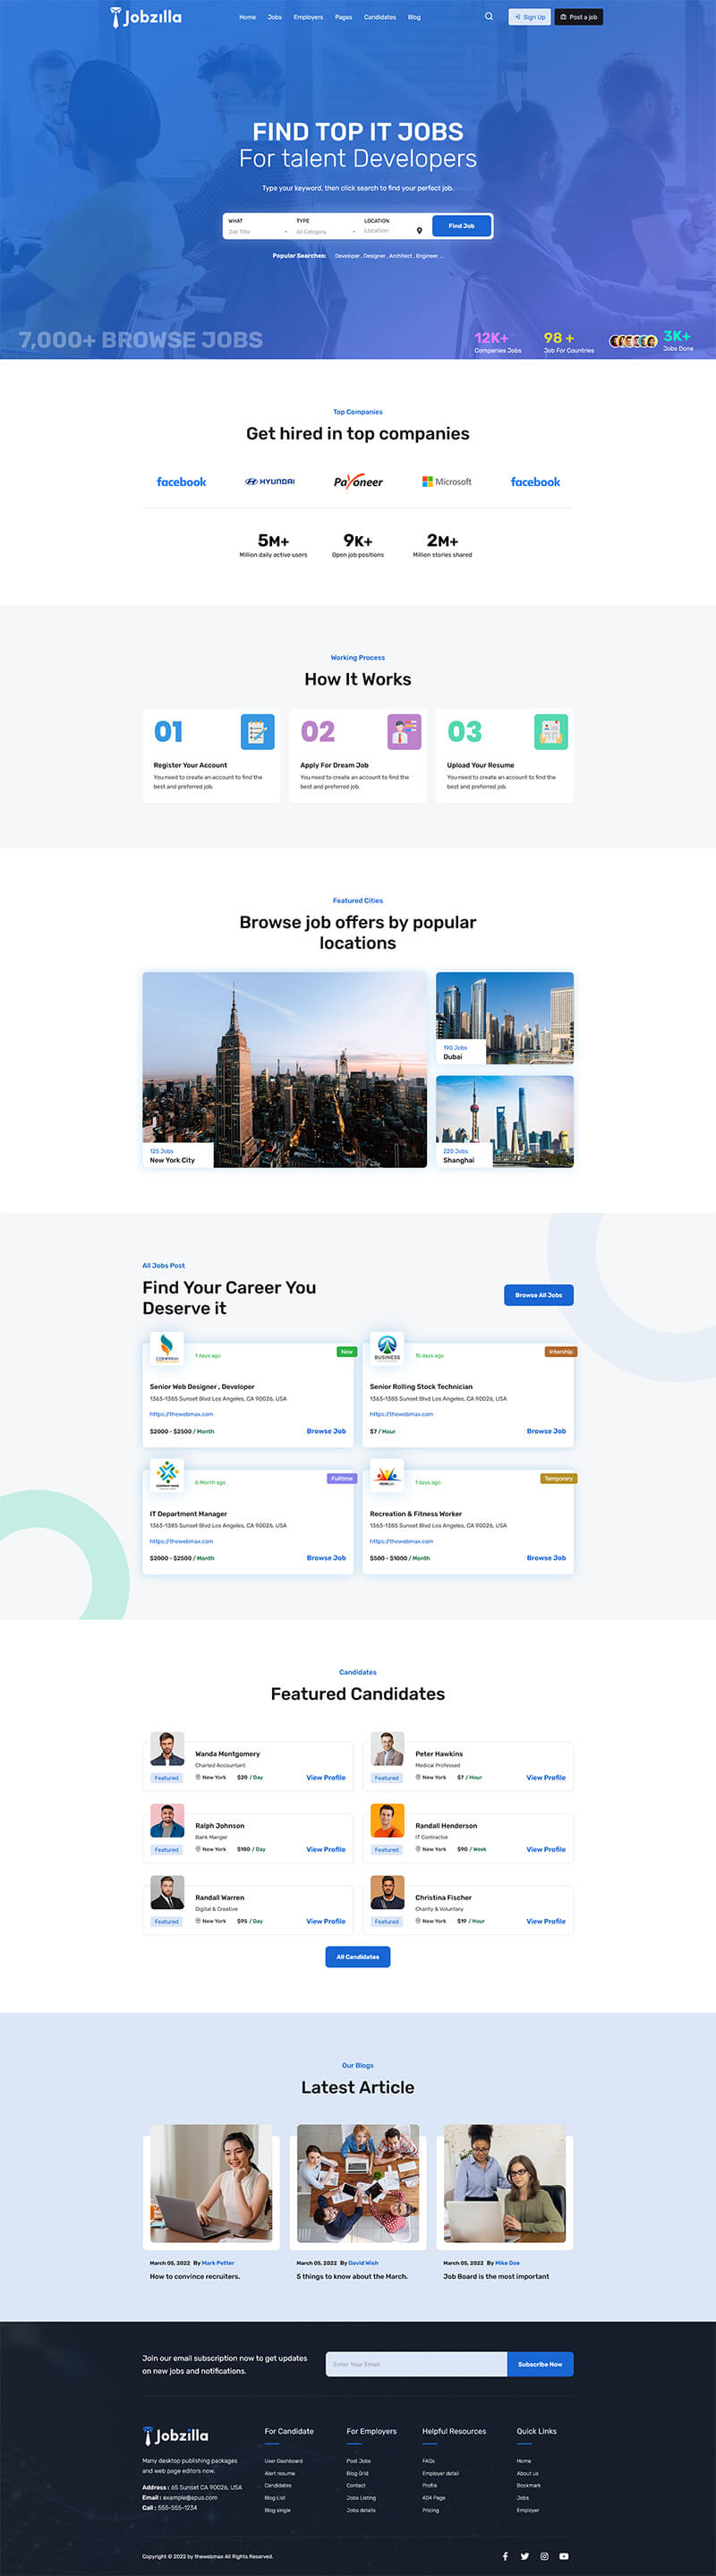 Jobzilla
Home Jobs Employers Pages Candidates Blog
Sign Up
Post a job
FIND TOP IT JOBS
For talent Developers
Type your keyword, then click search to find your perfect job.
WHAT TYPE LOCATION
Job Title All Category Location
Find Job
Popular Searches: Developer , Designer , Architect , Engineer ...
7,000+ BROWSE JOBS
12K+
Companies Jobs
98 +
Job For Countries
3K+
Jobs Done
Top Companies
Get hired in top companies
facebook HYUNDAI Payoneer Microsoft facebook
5M+ 9K+ 2M+
Million daily active users Open job positions Million stories shared
Working Process
How It Works
01
Register Your Account
You need to create an account to find the
best and preferred job.
02
Apply For Dream Job
You need to create an account to find the
best and preferred job.
03
Upload Your Resume
You need to create an account to find the
best and preferred job.
Featured Cities
Browse job offers by popular
locations
125 Jobs
New York City
190 Jobs
Dubai
220 Jobs
Shanghai
All Jobs Post
Find Your Career You
Deserve it
Browse All Jobs
1 days ago
New
Senior Web Designer , Developer
1363-1385 Sunset Blvd Los Angeles, CA 90026, USA
https://thewebmax.com
$2000 - $2500 / Month
Browse Job
BUSINESS
15 days ago
Intership
Senior Rolling Stock Technician
1363-1385 Sunset Blvd Los Angeles, CA 90026, USA
https://thewebmax.com
$7 / Hour
Browse Job
6 Month ago
Fulltime
IT Department Manager
1363-1385 Sunset Blvd Los Angeles, CA 90026, USA
https://thewebmax.com
$2000 - $2500 / Month
Browse Job
1 days ago
Temporary
Recreation & Fitness Worker
1363-1385 Sunset Blvd Los Angeles, CA 90026, USA
https://thewebmax.com
$500 - $1000 / Month
Browse Job
Candidates
Featured Candidates
Wanda Montgomery
Charted Accountant
Featured New York $20 / Day View Profile
Peter Hawkins
Medical Professed
Featured New York $7 / Hour View Profile
Ralph Johnson
Bank Manger
Featured New York $180 / Day View Profile
Randall Henderson
IT Contractor
Featured New York $90 / Week View Profile
Randall Warren
Digital & Creative
Featured New York $95 / Day View Profile
Christina Fischer
Charity & Voluntary
Featured New York $19 / Hour View Profile
All Candidates
Our Blogs
Latest Article
March 05, 2022 By Mark Petter
How to convince recruiters.
March 05, 2022 By David Wish
5 things to know about the March.
March 05, 2022 By Mike Doe
Job Board is the most important
Join our email subscription now to get updates
on new jobs and notifications.
Enter Your Email
Subscribe Now
Jobzilla
Many desktop publishing packages
and web page editors now.
Address : 65 Sunset CA 90026, USA
Email : example@apus.com
Call : 555-555-1234
For Candidate
User Dashboard
Alert resume
Candidates
Blog List
Blog single
For Employers
Post Jobs
Blog Grid
Contact
Jobs Listing
Jobs details
Helpful Resources
FAQs
Employer detail
Profile
404 Page
Pricing
Quick Links
Home
About us
Bookmark
Jobs
Employer
Copyright © 2022 by thewebmax All Rights Reserved.